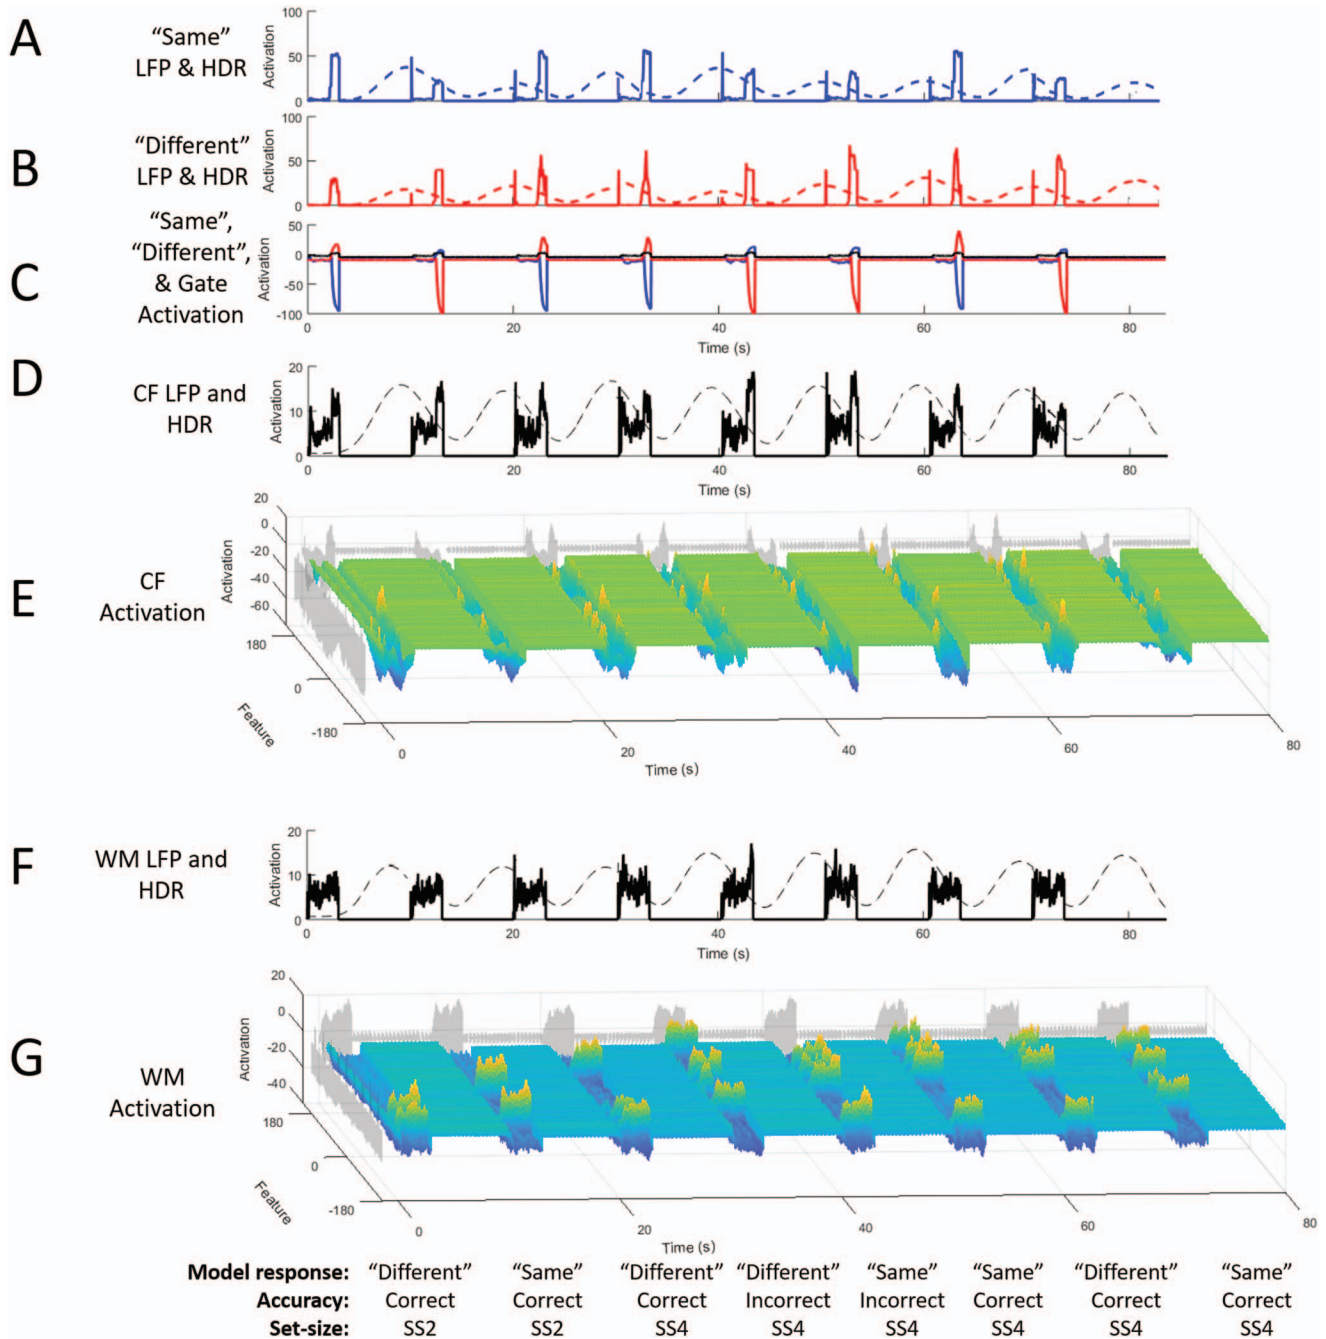 A
"Same"
LFP & HDR
Activation
100
50
0
B
"Different"
LFP & HDR
Activation
100
50
0
C
"Same",
"Different",
& Gate
Activation
Activation
50
0
-50
-100
0 20 40 60 80
Time (s)
D
CF LFP and
HDR
Activation
20
10
0
0 20 40 60 80
Time (s)
E
CF
Activation
Activation
20
0
-20
-40
-60
180
0
-180
Feature
0 20 40 60 80
Time (s)
F
WM LFP and
HDR
Activation
20
10
0
0 20 40 60 80
Time (s)
G
WM
Activation
Activation
20
0
-20
-40
180
0
-180
Feature
0 20 40 60 80
Time (s)
Model response: "Different" "Same" "Different" "Different" "Same" "Same" "Different" "Same"
Accuracy: Correct Correct Correct Incorrect Incorrect Correct Correct Correct
Set-size: SS2 SS2 SS4 SS4 SS4 SS4 SS4 SS4